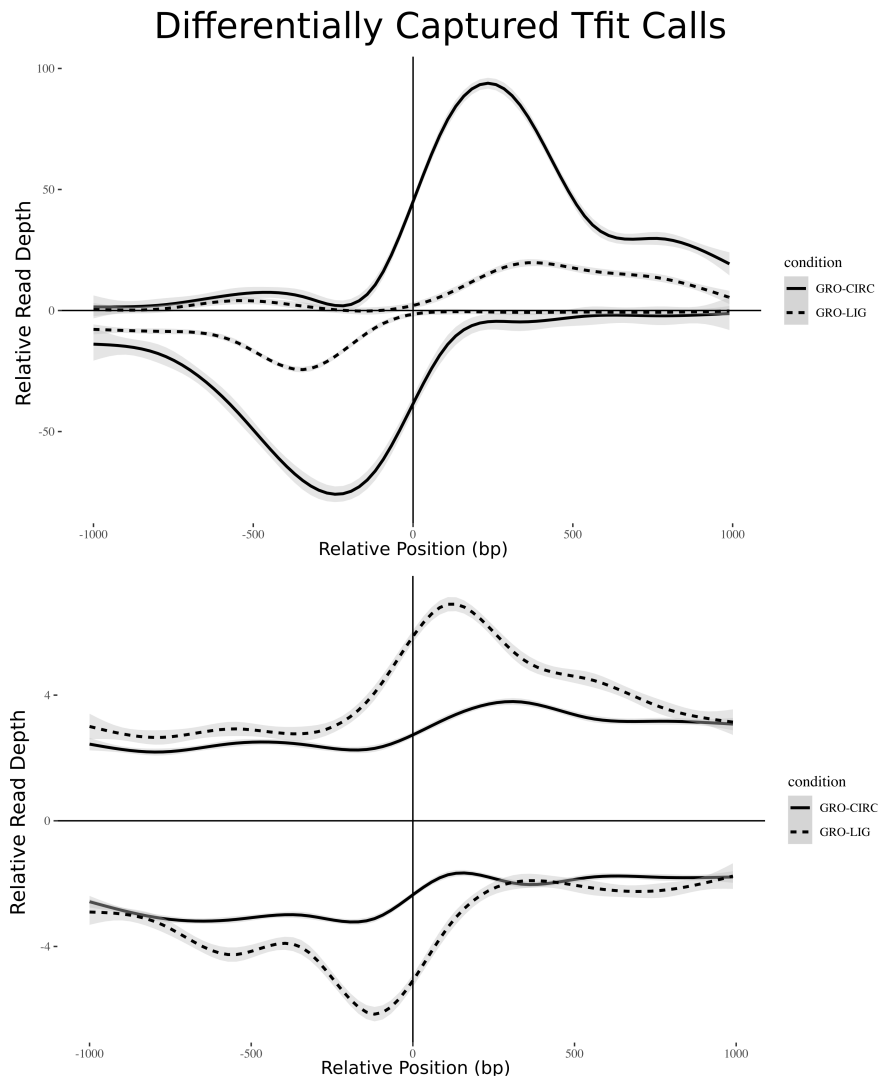 Differentially Captured Tfit Calls
100
50
0
-50
Relative Read Depth
-1000 -500 0 500 1000
Relative Position (bp)
condition
GRO-CIRC
GRO-LIG
4
0
-4
Relative Read Depth
-1000 -500 0 500 1000
Relative Position (bp)
condition
GRO-CIRC
GRO-LIG